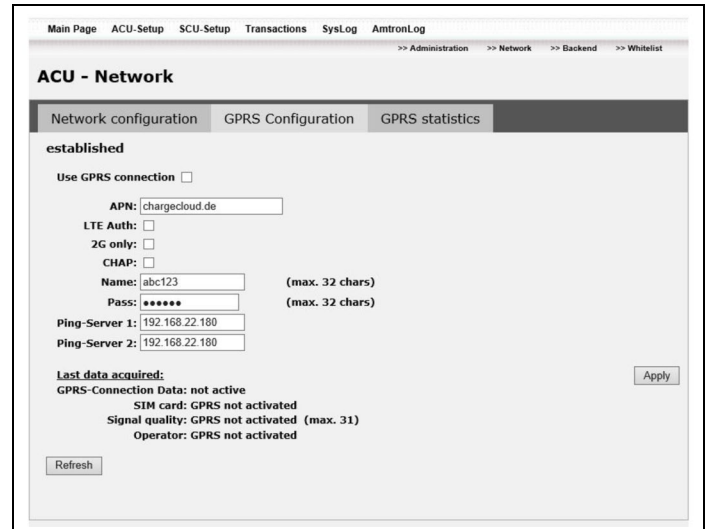 Main Page ACU-Setup SCU-Setup Transactions SysLog AmtronLog
>> Administration >> Network >> Backend >> Whitelist
ACU - Network
Network configuration GPRS Configuration GPRS statistics
established
Use GPRS connection
APN: chargecloud.de
LTE Auth:
2G only:
CHAP:
Name: abc123 (max. 32 chars)
Pass: •••••• (max. 32 chars)
Ping-Server 1: 192.168.22.180
Ping-Server 2: 192.168.22.180
Last data acquired:
Apply
GPRS-Connection Data: not active
SIM card: GPRS not activated
Signal quality: GPRS not activated (max. 31)
Operator: GPRS not activated
Refresh